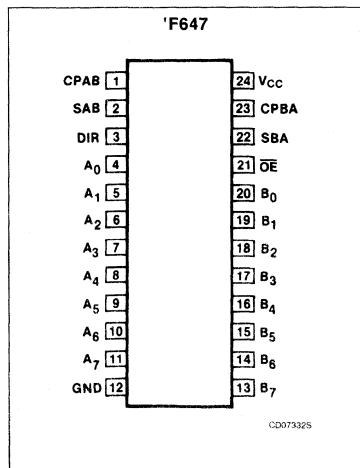 'F647
CPAB 1 24 VCC
SAB 2 23 CPBA
DIR 3 22 SBA
A0 4 21 OE
A1 5 20 B0
A2 6 19 B1
A3 7 18 B2
A4 8 17 B3
A5 9 16 B4
A6 10 15 B5
A7 11 14 B6
GND 12 13 B7
CD07332S